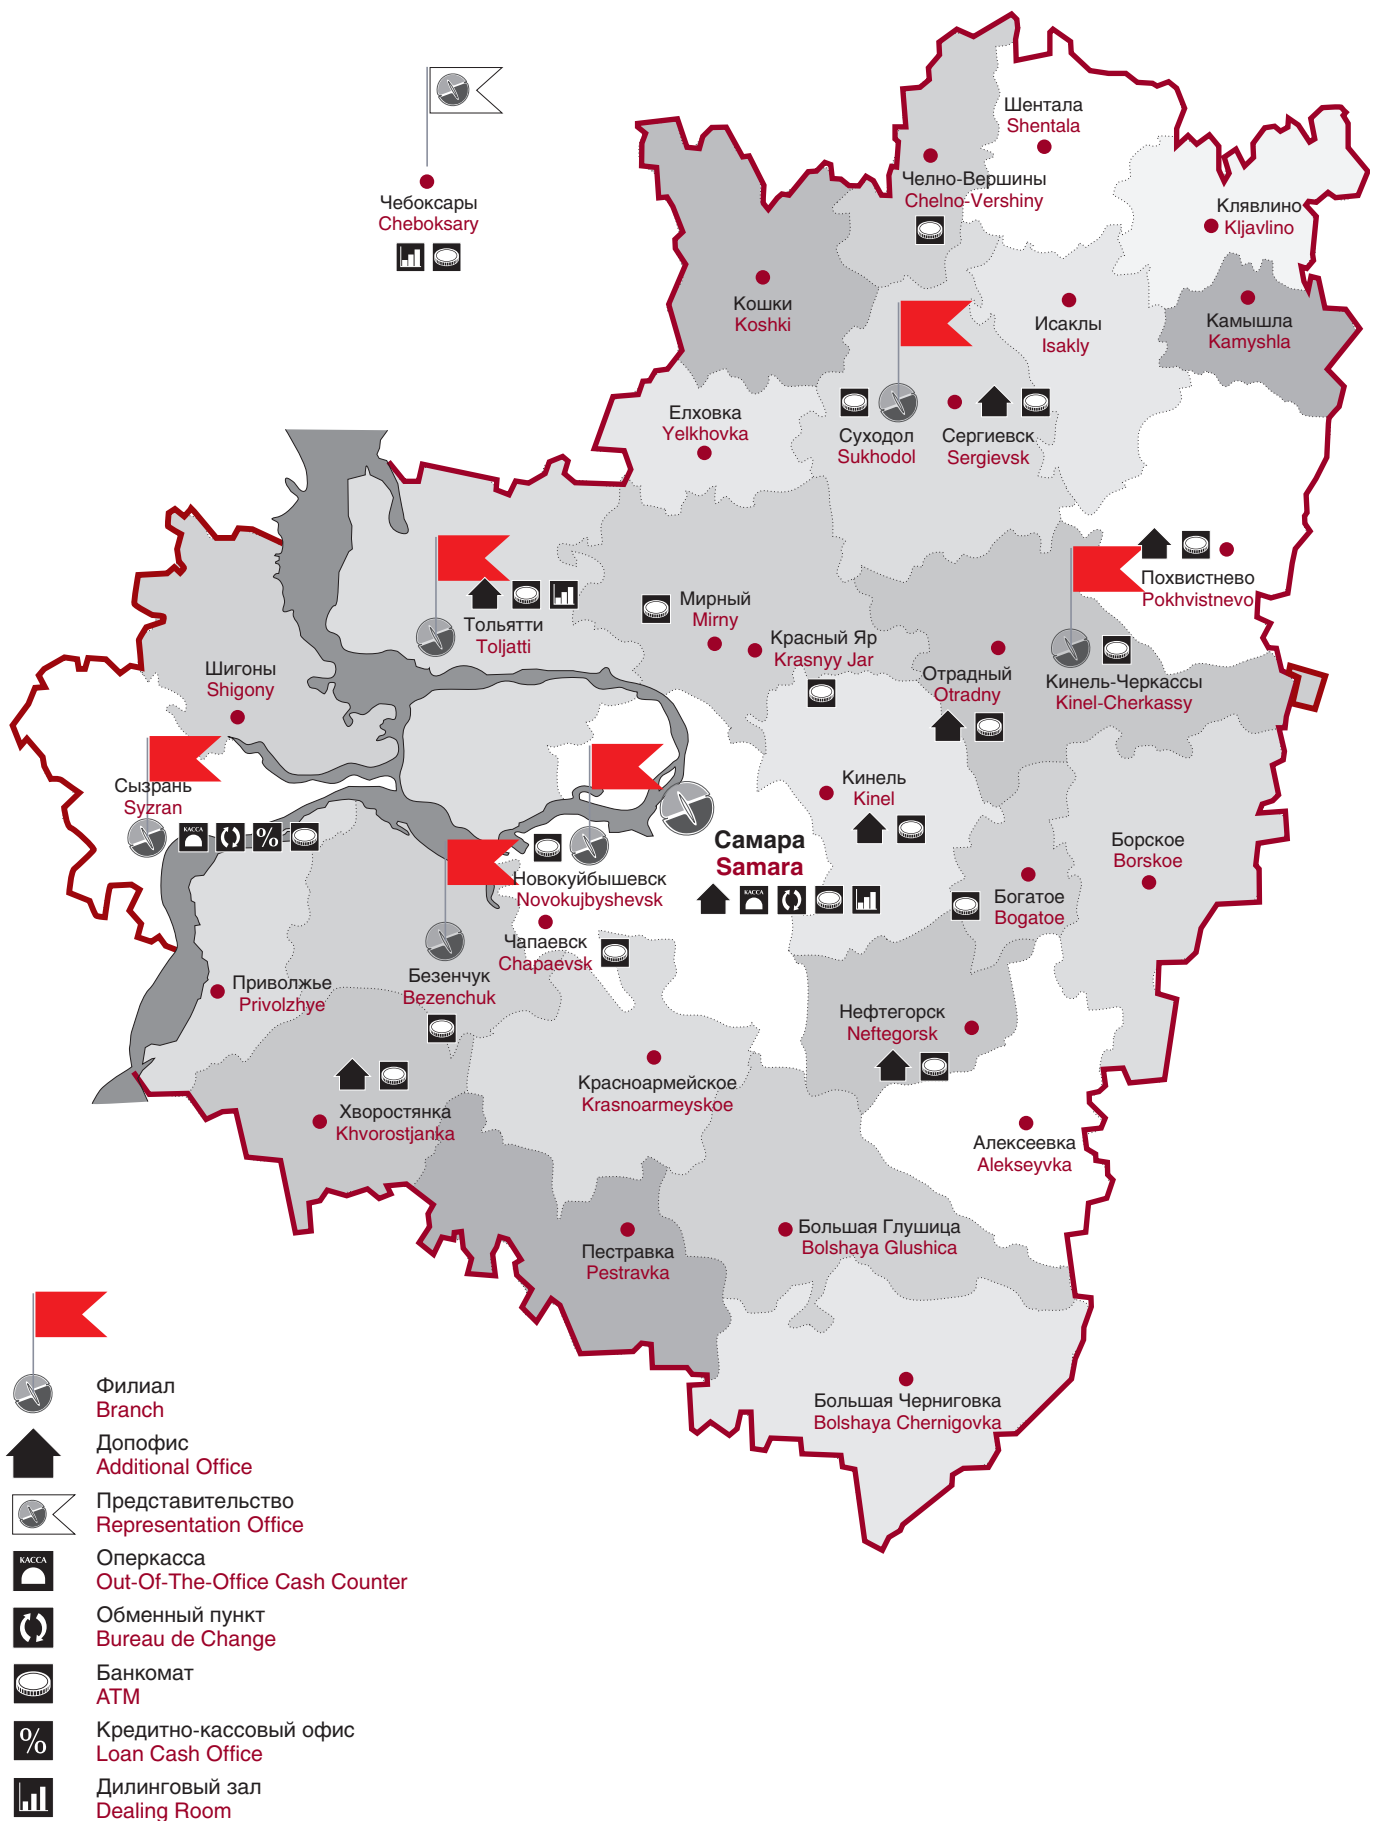 Шентала
Shentala
Челно-Вершины
Chelno-Vershiny
Чебоксары
Cheboksary
Клявлино
Kljavlino
Кошки
Koshki
Исаклы
Isakly
Камышла
Kamyshla
Елховка
Yelkhovka
Суходол
Sukhodol
Сергиевск
Sergievsk
Похвистнево
Pokhvistnevo
Тольятти
Toljatti
Мирный
Mirny
Красный Яр
Krasnyy Jar
Шигоны
Shigony
Отрадный
Otradny
Кинель-Черкассы
Kinel-Cherkassy
Сызрань
Syzran
КАССА
Кинель
Kinel
Самара
Samara
КАССА
Борское
Borskoe
Новокуйбышевск
Novokujbyshevsk
Богатое
Bogatoe
Чапаевск
Chapaevsk
Безенчук
Bezenchuk
Приволжье
Privolzhye
Нефтегорск
Neftegorsk
Красноармейское
Krasnoarmeyskoe
Хворостянка
Khvorostjanka
Алексеевка
Alekseyvka
Большая Глушица
Bolshaya Glushica
Пестравка
Pestravka
Большая Черниговка
Bolshaya Chernigovka
Филиал
Branch
Допофис
Additional Office
Представительство
Representation Office
КАССА
Оперкасса
Out-Of-The-Office Cash Counter
Обменный пункт
Bureau de Change
Банкомат
ATM
%
Кредитно-кассовый офис
Loan Cash Office
Дилинговый зал
Dealing Room